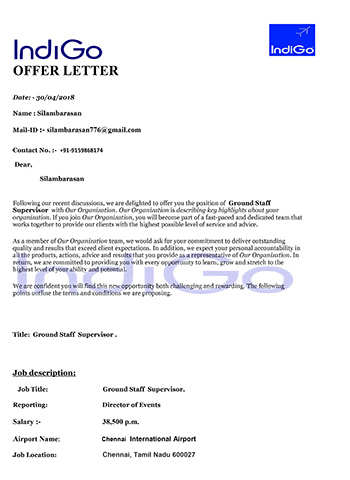 IndiGo
IndiGo
OFFER LETTER
Date: - 30/04/2018
Name : Silambarasan
Mail-ID :- silambarasan776@gmail.com
Contact No. :- +91-9159868174
Dear,
Silambarasan
Following our recent discussions, we are delighted to offer you the position of Ground Staff
Supervisor with Our Organization. Our Organization is describing key highlights about your
organisation. If you join Our Organization, you will become part of a fast-paced and dedicated team that
works together to provide our clients with the highest possible level of service and advice.
As a member of Our Organization team, we would ask for your commitment to deliver outstanding
quality and results that exceed client expectations. In addition, we expect your personal accountability in
all the products, actions, advice and results that you provide as a representative of Our Organization. In
return, we are committed to providing you with every opportunity to learn, grow and stretch to the
highest level of your ability and potential.
IndiGo
We are confident you will find this new opportunity both challenging and rewarding. The following
points outline the terms and conditions we are proposing.
Title: Ground Staff Supervisor .
Job description:
Job Title: Ground Staff Supervisor.
Reporting: Director of Events
Salary :- 38,500 p.m.
Airport Name: Chennai International Airport
Job Location: Chennai, Tamil Nadu 600027